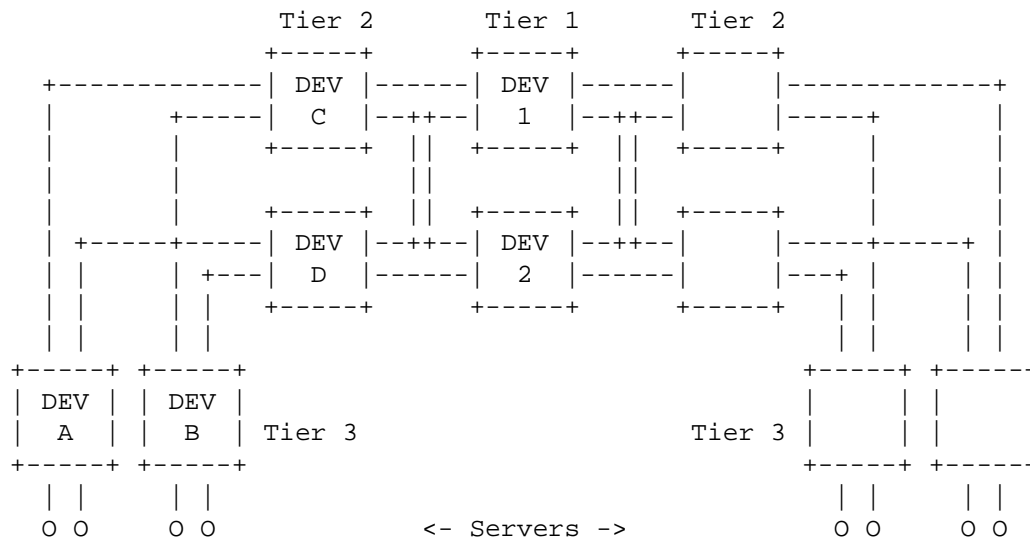 Tier 2 Tier 1 Tier 2
DEV DEV
C 1
DEV DEV
D 2
DEV DEV
A B Tier 3 Tier 3
O O O O <- Servers -> O O O O